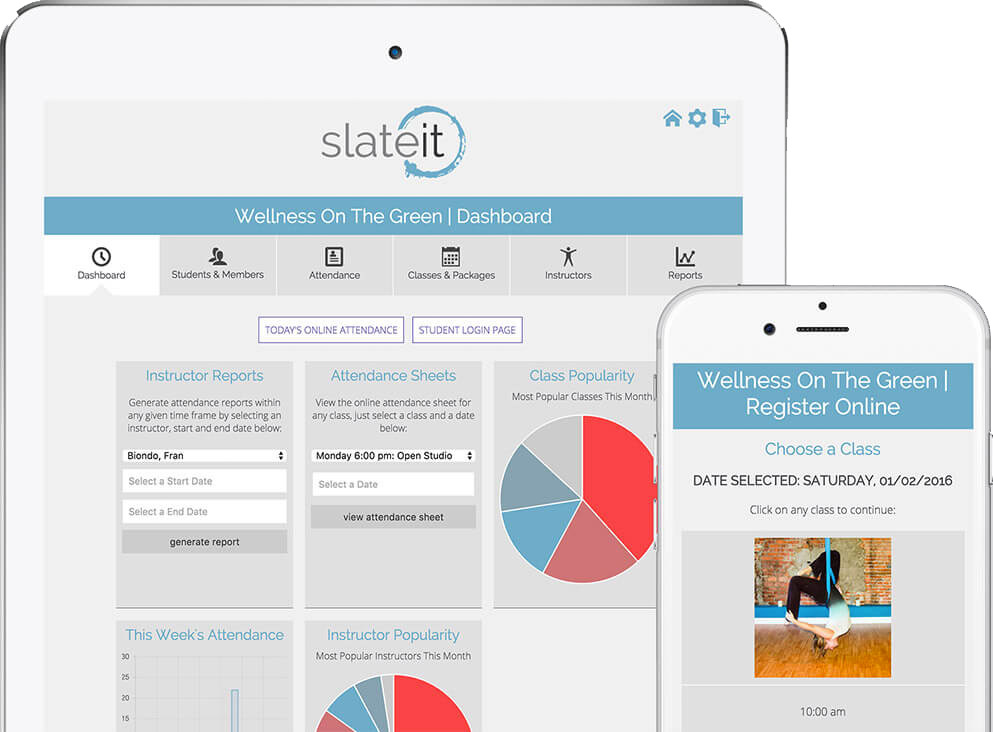 slateit
Wellness On The Green | Dashboard
Dashboard
Students & Members
Attendance
Classes & Packages
Instructors
Reports
TODAY'S ONLINE ATTENDANCE
STUDENT LOGIN PAGE
Instructor Reports
Generate attendance reports within
any given time frame by selecting an
instructor, start and end date below:
Biondo, Fran
Select a Start Date
Select a End Date
generate report
Attendance Sheets
View the online attendance sheet for
any class, just select a class and a date
below:
Monday 6:00 pm: Open Studio
Select a Date
view attendance sheet
Class Popularity
Most Popular Classes This Month
This Week's Attendance
30
25
20
15
Instructor Popularity
Most Popular Instructors This Month
Wellness On The Green |
Register Online
Choose a Class
DATE SELECTED: SATURDAY, 01/02/2016
Click on any class to continue:
10:00 am